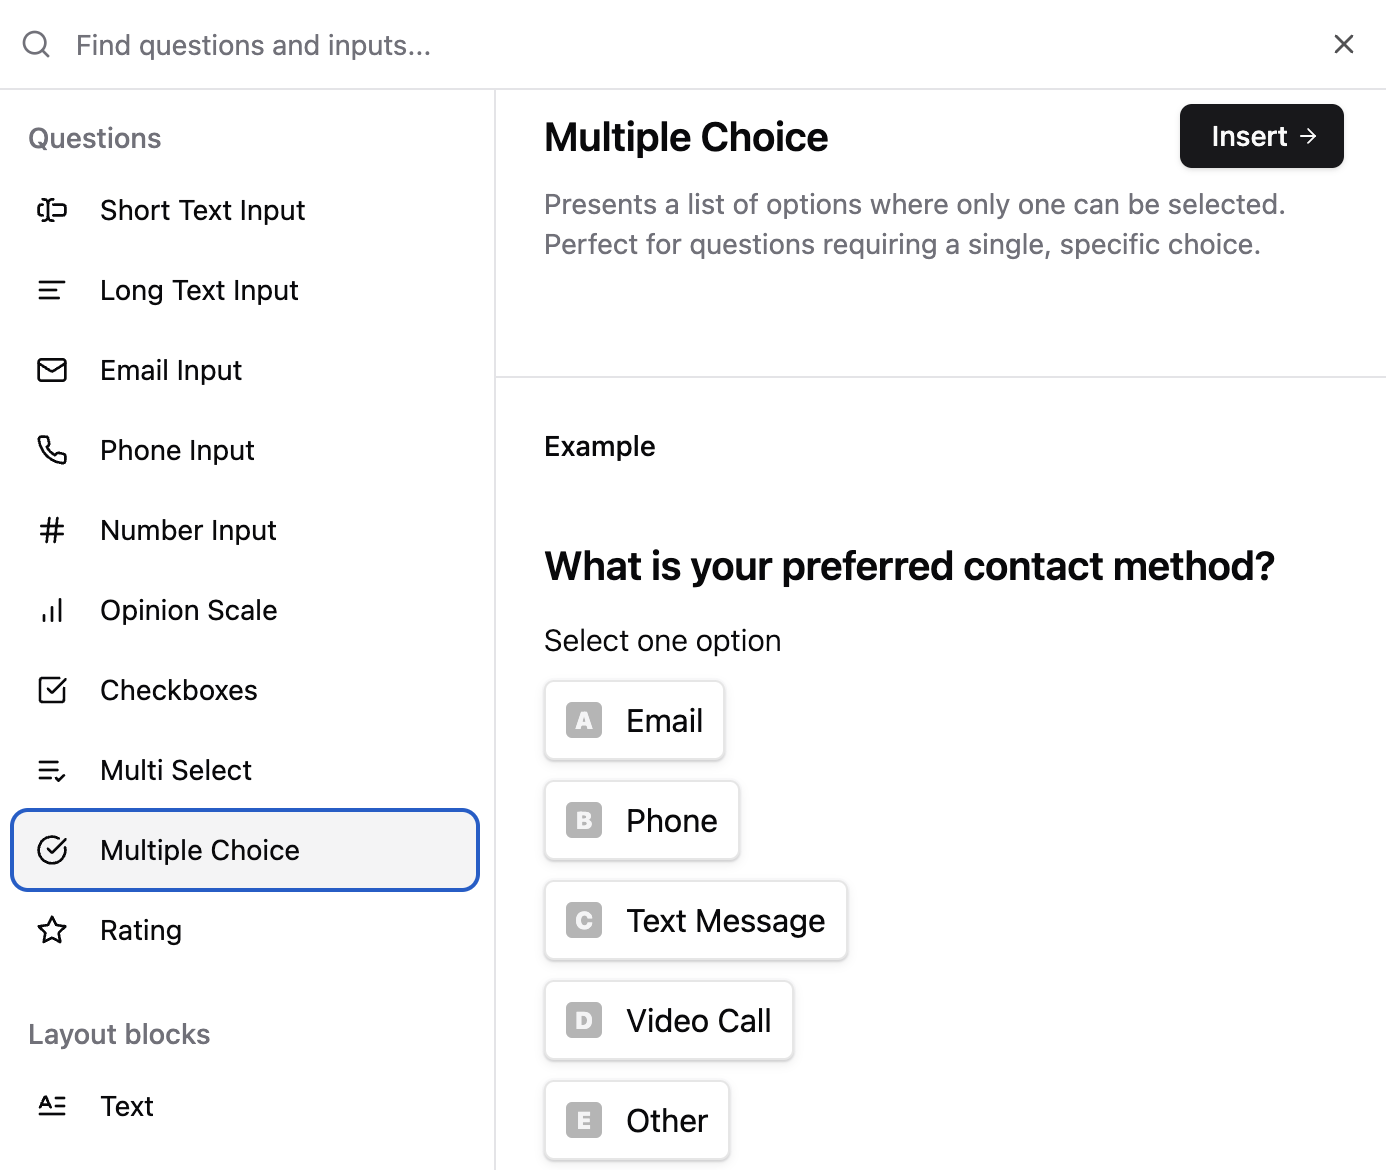 Find questions and inputs...
Questions
Short Text Input
Long Text Input
Email Input
Phone Input
Number Input
Opinion Scale
Checkboxes
Multi Select
Multiple Choice
Rating
Layout blocks
Text
Multiple Choice
Insert →
Presents a list of options where only one can be selected.
Perfect for questions requiring a single, specific choice.
Example
What is your preferred contact method?
Select one option
A Email
B Phone
C Text Message
D Video Call
E Other